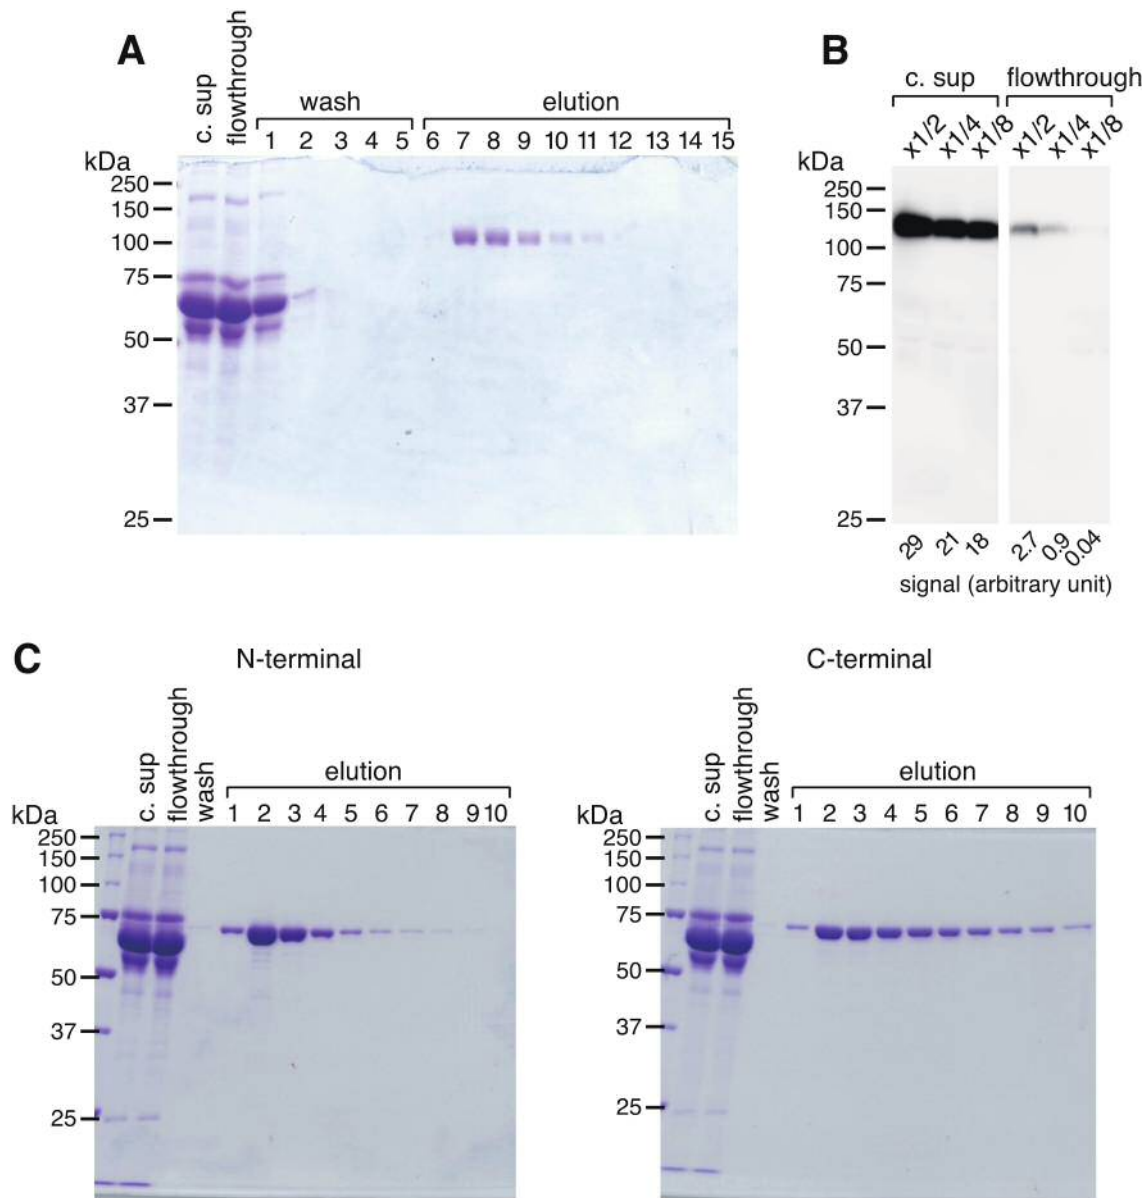 A
c. sup
flowthrough
wash
elution
1 2 3 4 5 6 7 8 9 10 11 12 13 14 15
kDa
250
150
100
75
50
37
25
B
c. sup flowthrough
x1/2 x1/4 x1/8 x1/2 x1/4 x1/8
kDa
250
150
100
75
50
37
25
29 21 18 2.7 0.9 0.04
signal (arbitrary unit)
C
N-terminal
c. sup
flowthrough
wash
elution
1 2 3 4 5 6 7 8 9 10
kDa
250
150
100
75
50
37
25
C-terminal
c. sup
flowthrough
wash
elution
1 2 3 4 5 6 7 8 9 10
kDa
250
150
100
75
50
37
25